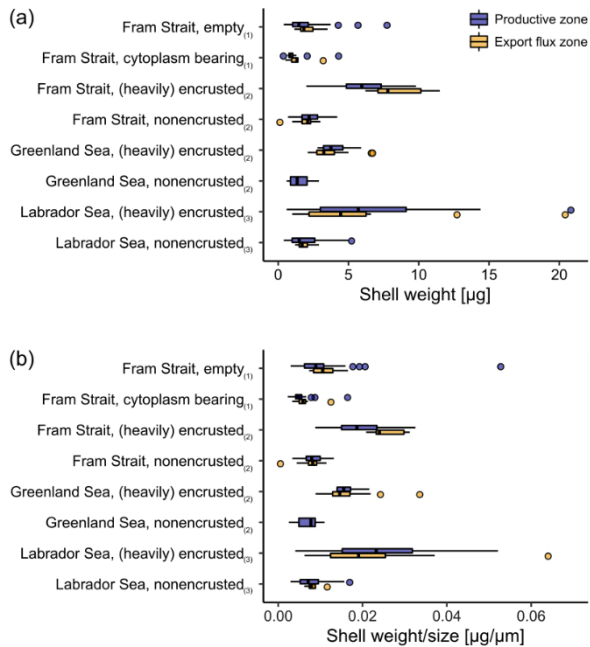 (a)
Productive zone
Export flux zone
Fram Strait, empty(1)
Fram Strait, cytoplasm bearing(1)
Fram Strait, (heavily) encrusted(2)
Fram Strait, nonencrusted(2)
Greenland Sea, (heavily) encrusted(2)
Greenland Sea, nonencrusted(2)
Labrador Sea, (heavily) encrusted(3)
Labrador Sea, nonencrusted(3)
0 5 10 15 20
Shell weight [µg]
(b)
Fram Strait, empty(1)
Fram Strait, cytoplasm bearing(1)
Fram Strait, (heavily) encrusted(2)
Fram Strait, nonencrusted(2)
Greenland Sea, (heavily) encrusted(2)
Greenland Sea, nonencrusted(2)
Labrador Sea, (heavily) encrusted(3)
Labrador Sea, nonencrusted(3)
0.00 0.02 0.04 0.06
Shell weight/size [µg/µm]